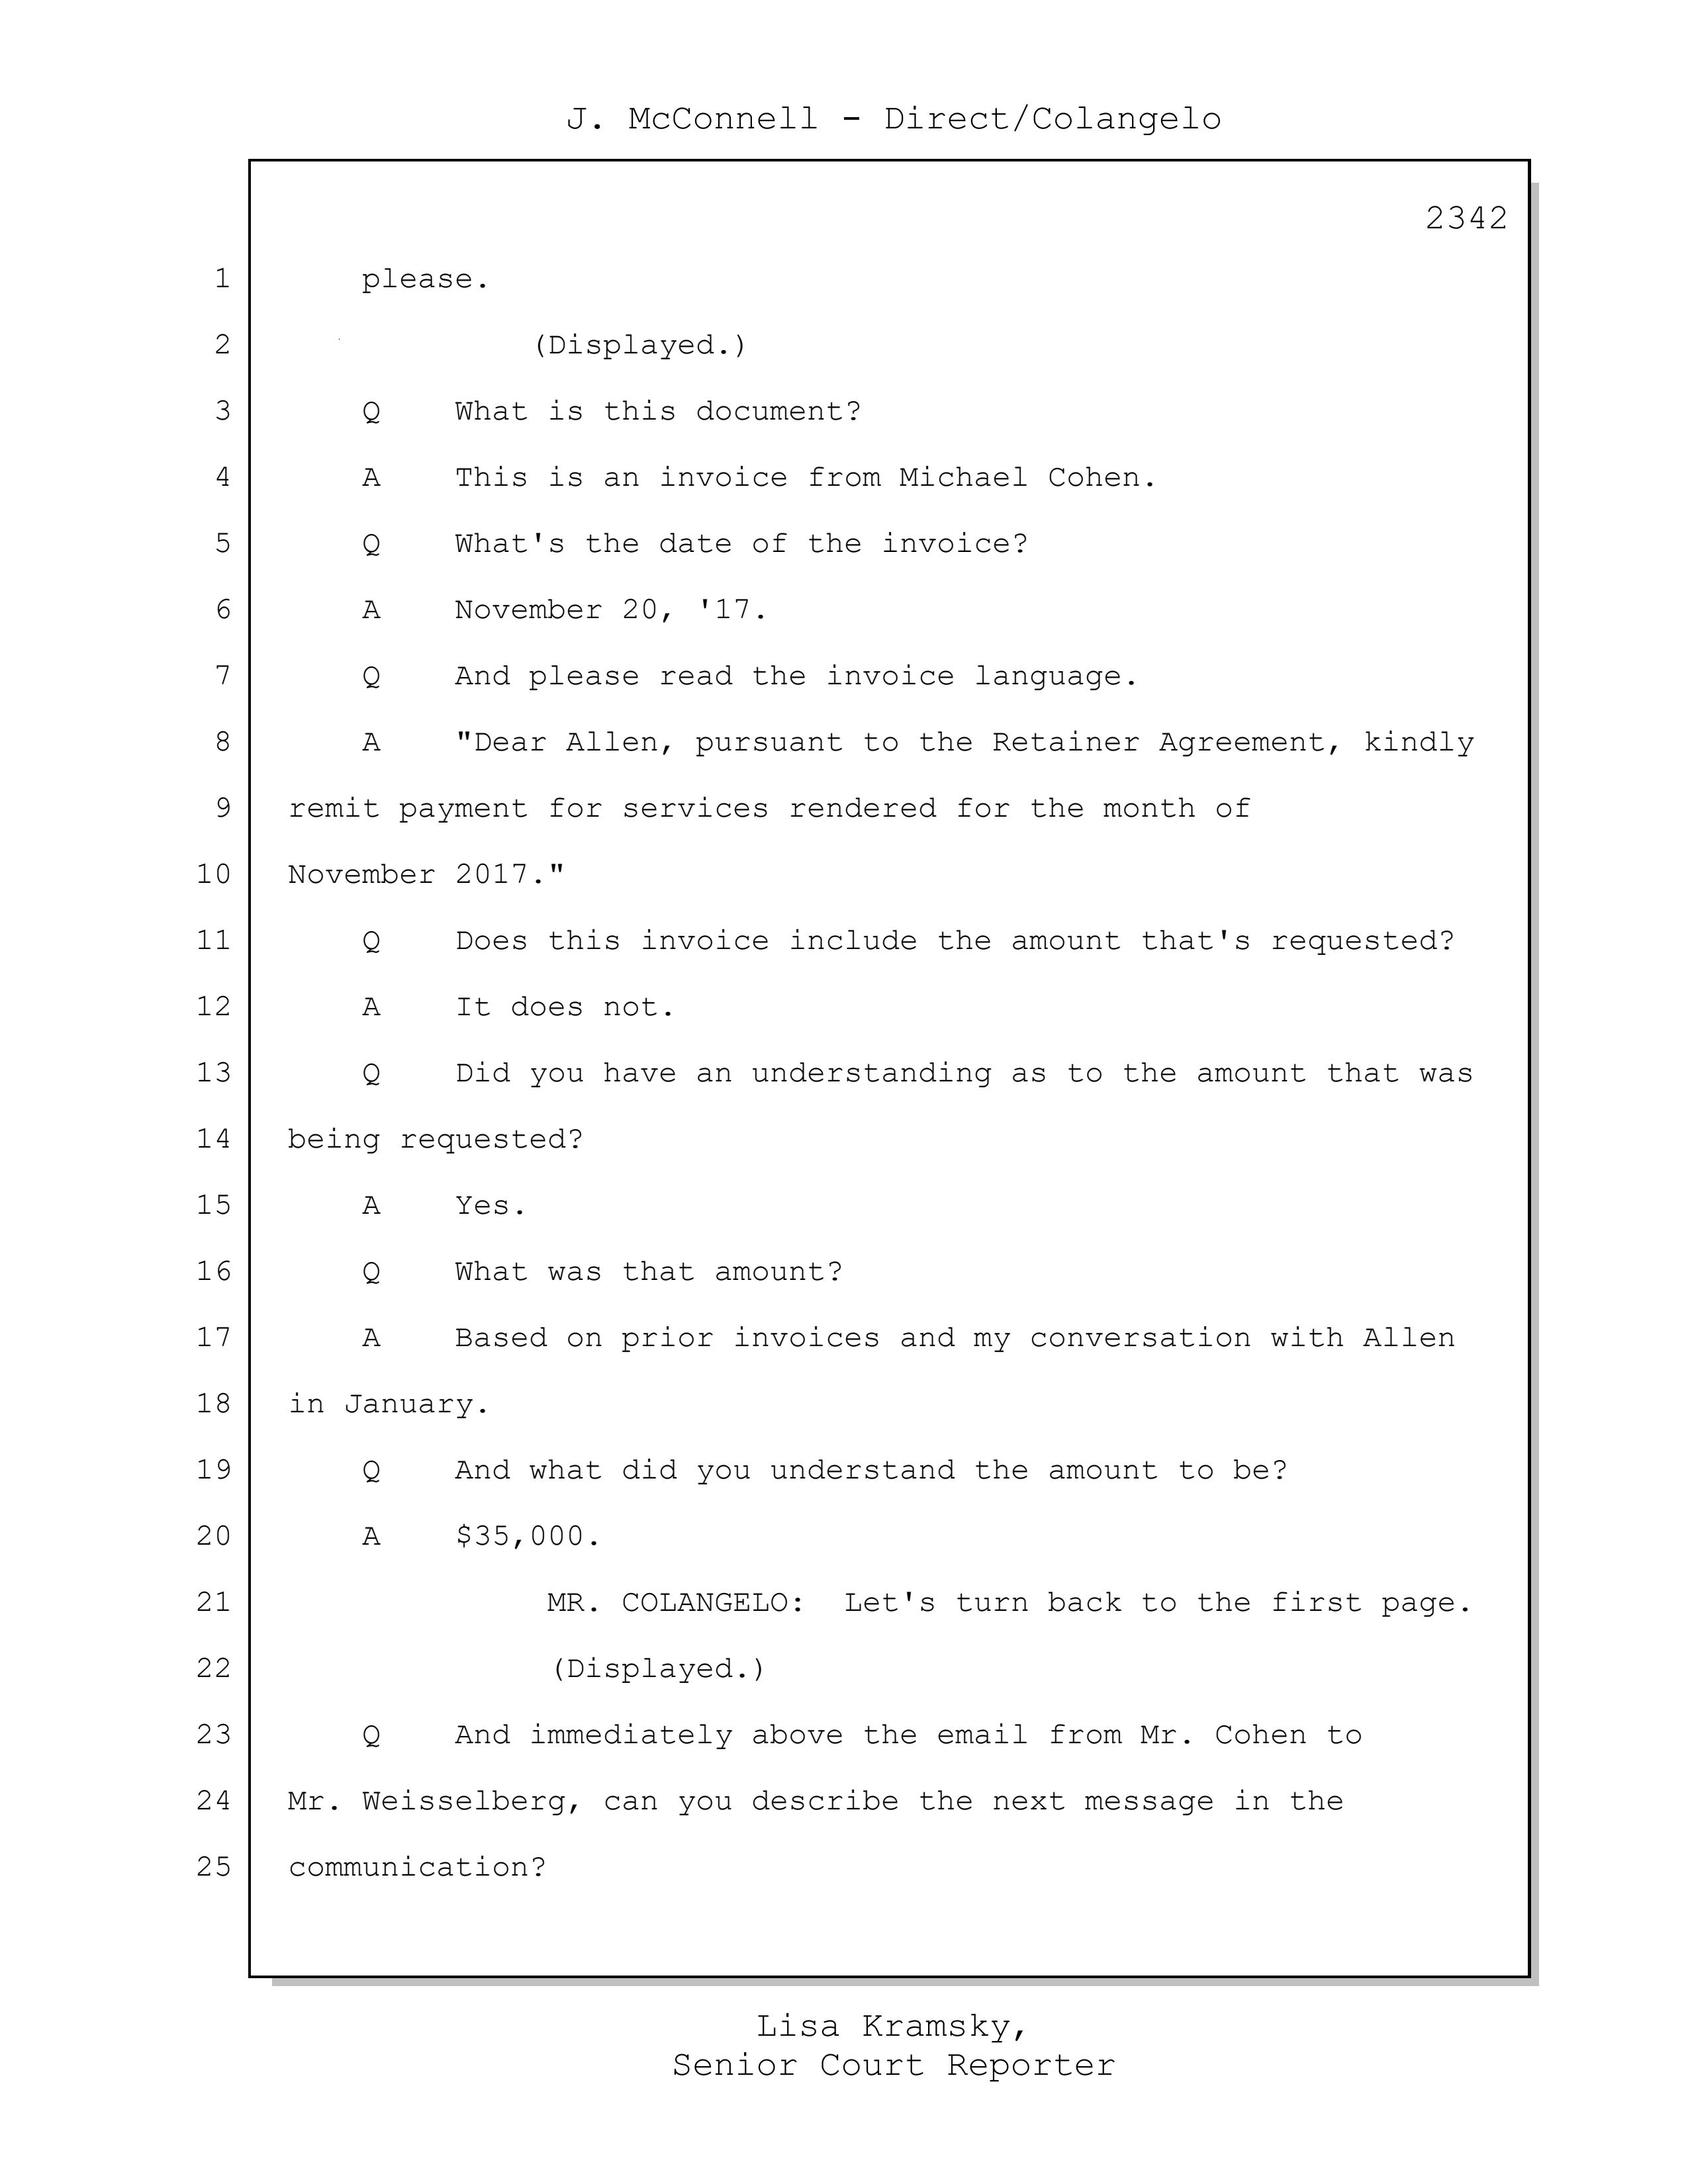 J. McConnell - Direct/Colangelo
2342
1 please.
2 (Displayed.)
3 Q What is this document?
4 A This is an invoice from Michael Cohen.
5 Q What's the date of the invoice?
6 A November 20, '17.
7 Q And please read the invoice language.
8 A "Dear Allen, pursuant to the Retainer Agreement, kindly
9 remit payment for services rendered for the month of
10 November 2017."
11 Q Does this invoice include the amount that's requested?
12 A It does not.
13 Q Did you have an understanding as to the amount that was
14 being requested?
15 A Yes.
16 Q What was that amount?
17 A Based on prior invoices and my conversation with Allen
18 in January.
19 Q And what did you understand the amount to be?
20 A $35,000.
21 MR. COLANGELO: Let's turn back to the first page.
22 (Displayed.)
23 Q And immediately above the email from Mr. Cohen to
24 Mr. Weisselberg, can you describe the next message in the
25 communication?
Lisa Kramsky,
Senior Court Reporter